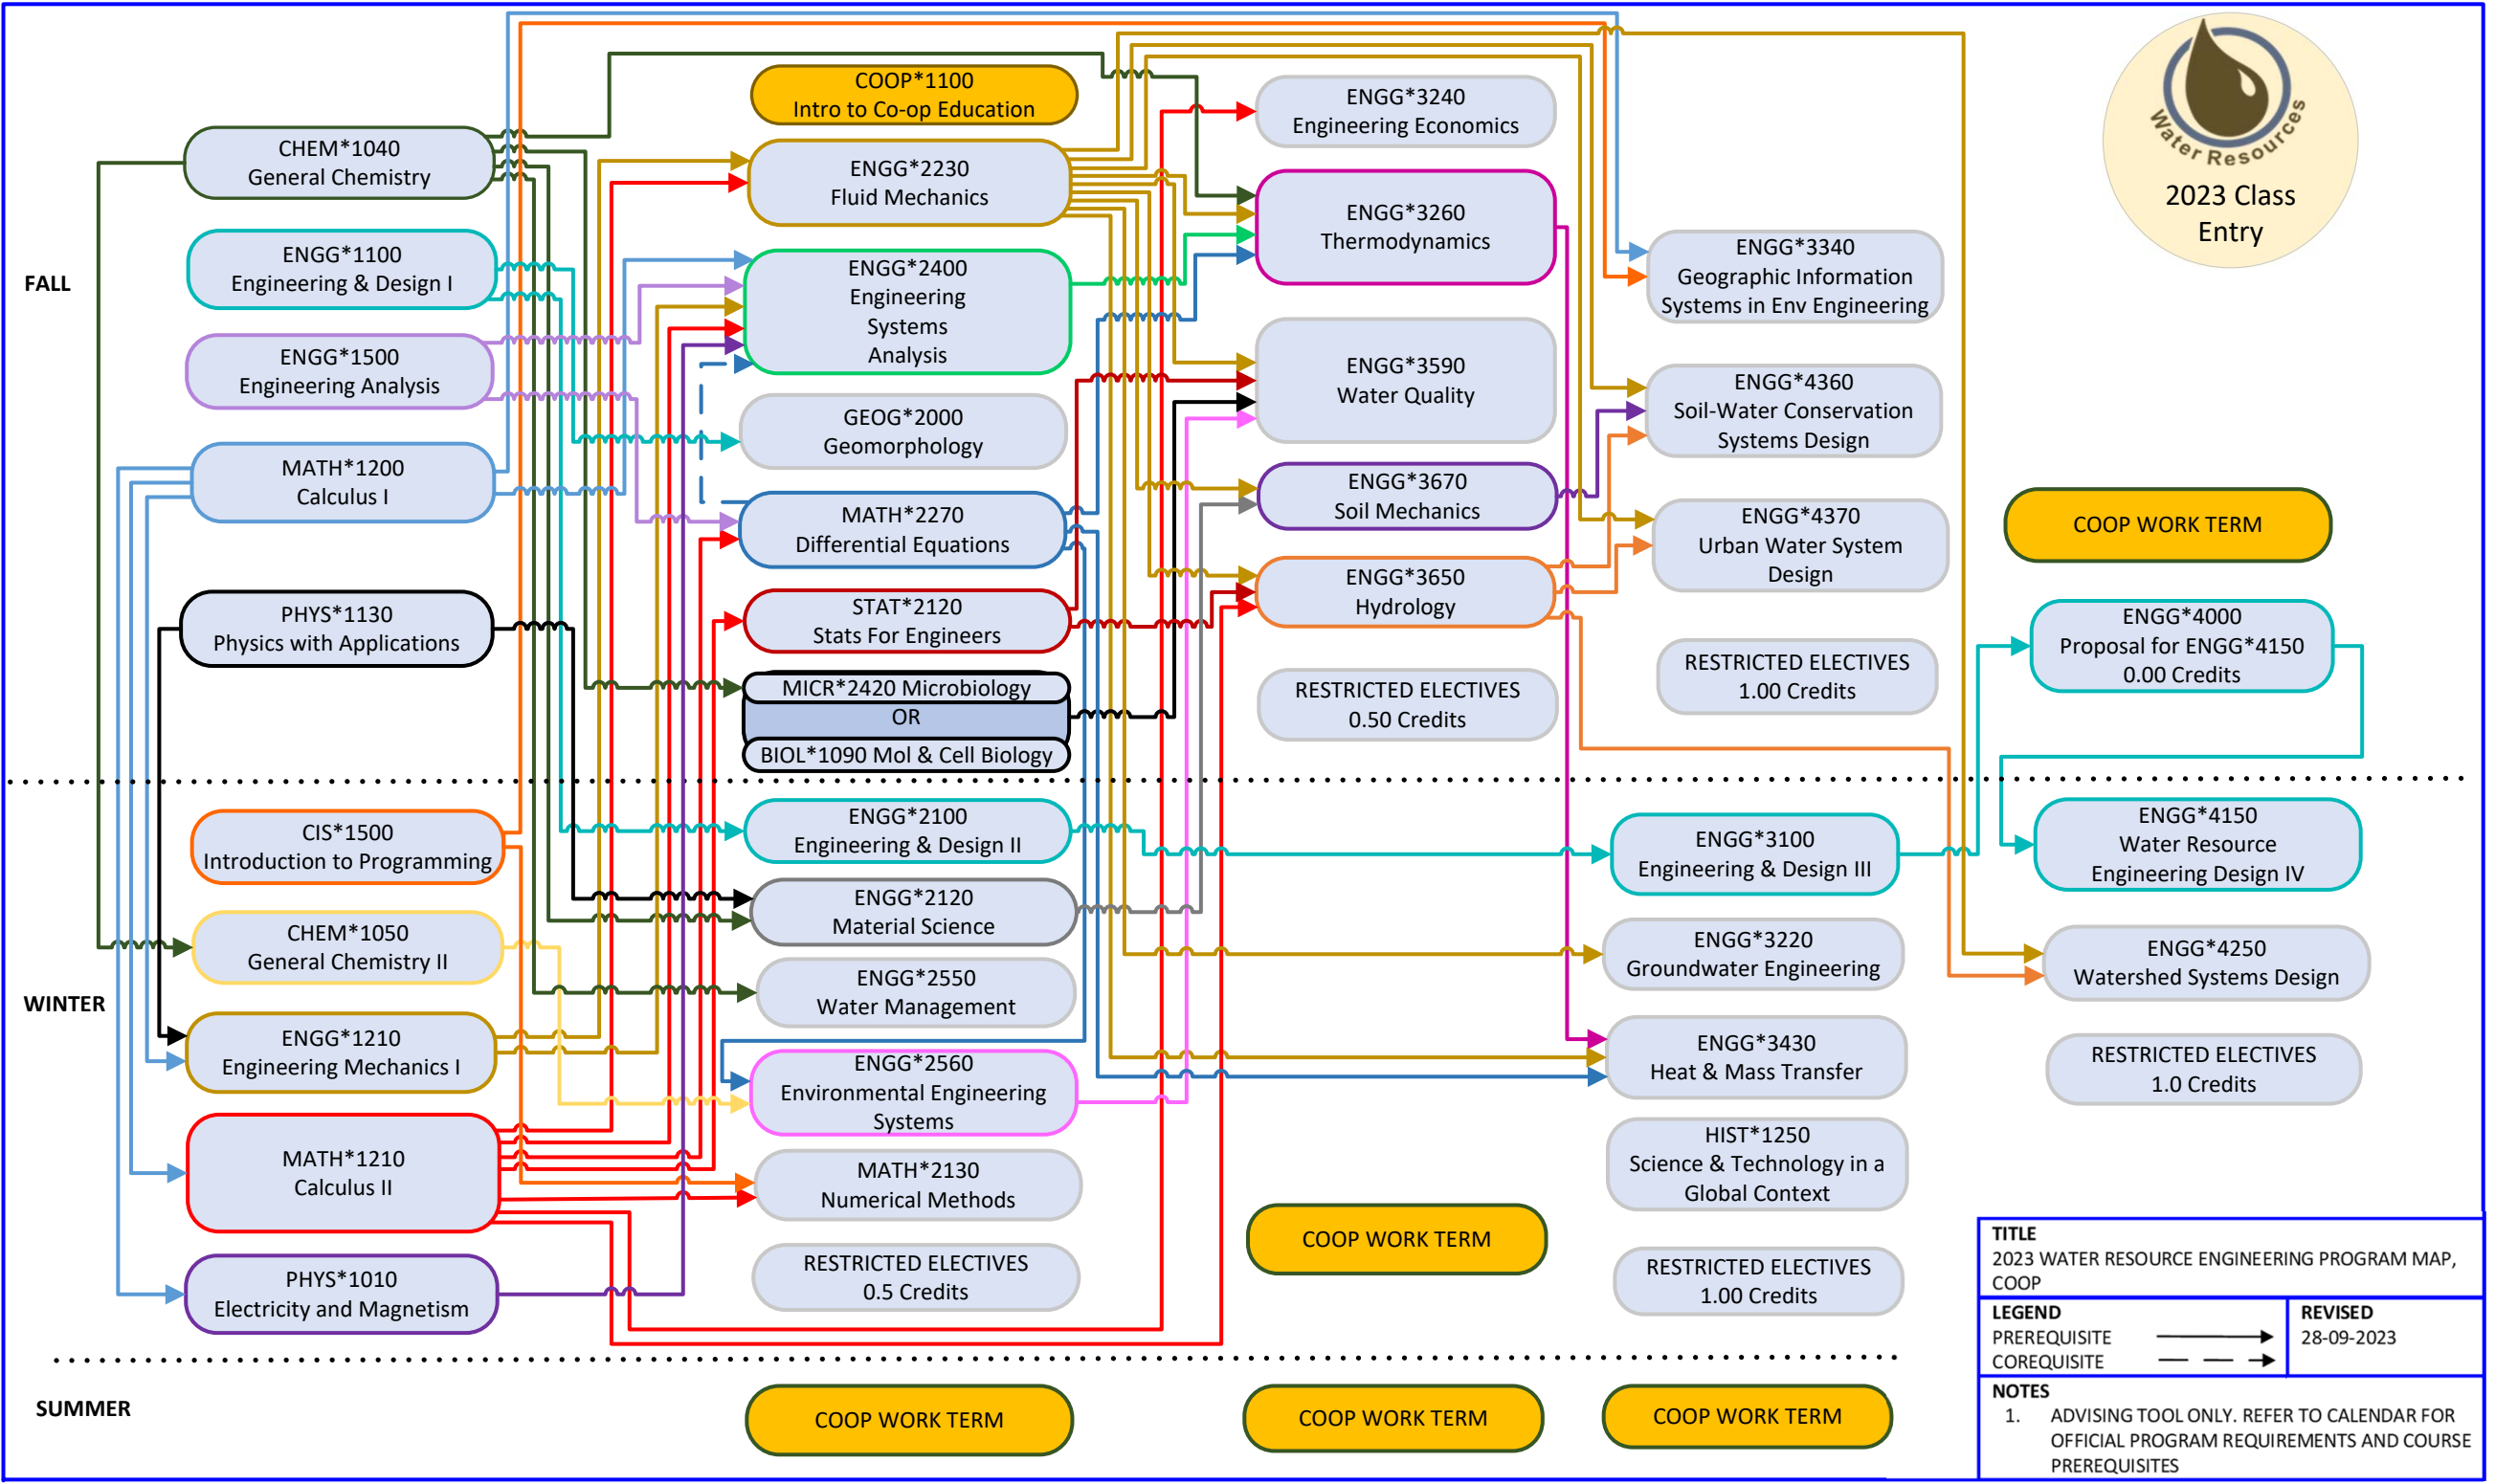 FALL
CHEM*1040
General Chemistry
ENGG*1100
Engineering & Design I
ENGG*1500
Engineering Analysis
MATH*1200
Calculus I
PHYS*1130
Physics with Applications
COOP*1100
Intro to Co-op Education
ENGG*2230
Fluid Mechanics
ENGG*2400
Engineering
Systems
Analysis
GEOG*2000
Geomorphology
MATH*2270
Differential Equations
STAT*2120
Stats For Engineers
MICR*2420 Microbiology
OR
BIOL*1090 Mol & Cell Biology
ENGG*3240
Engineering Economics
ENGG*3260
Thermodynamics
ENGG*3590
Water Quality
ENGG*3670
Soil Mechanics
ENGG*3650
Hydrology
RESTRICTED ELECTIVES
0.50 Credits
ENGG*3340
Geographic Information
Systems in Env Engineering
ENGG*4360
Soil-Water Conservation
Systems Design
ENGG*4370
Urban Water System
Design
RESTRICTED ELECTIVES
1.00 Credits
Water Resources
2023 Class
Entry
COOP WORK TERM
ENGG*4000
Proposal for ENGG*4150
0.00 Credits
WINTER
CIS*1500
Introduction to Programming
CHEM*1050
General Chemistry II
ENGG*1210
Engineering Mechanics I
MATH*1210
Calculus II
PHYS*1010
Electricity and Magnetism
ENGG*2100
Engineering & Design II
ENGG*2120
Material Science
ENGG*2550
Water Management
ENGG*2560
Environmental Engineering
Systems
MATH*2130
Numerical Methods
RESTRICTED ELECTIVES
0.5 Credits
COOP WORK TERM
ENGG*3100
Engineering & Design III
ENGG*3220
Groundwater Engineering
ENGG*3430
Heat & Mass Transfer
HIST*1250
Science & Technology in a
Global Context
RESTRICTED ELECTIVES
1.00 Credits
ENGG*4150
Water Resource
Engineering Design IV
ENGG*4250
Watershed Systems Design
RESTRICTED ELECTIVES
1.0 Credits
SUMMER
COOP WORK TERM
COOP WORK TERM
COOP WORK TERM
TITLE
2023 WATER RESOURCE ENGINEERING PROGRAM MAP,
COOP
LEGEND
PREREQUISITE
COREQUISITE
REVISED
28-09-2023
NOTES
1. ADVISING TOOL ONLY. REFER TO CALENDAR FOR
OFFICIAL PROGRAM REQUIREMENTS AND COURSE
PREREQUISITES